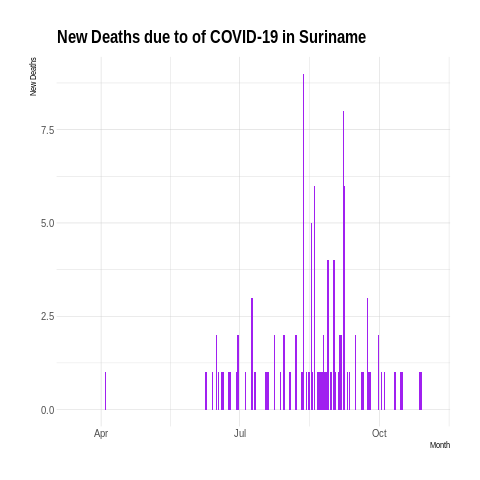 New Deaths due to of COVID-19 in Suriname
New Deaths
7.5
5.0
2.5
0.0
Apr Jul Oct
Month